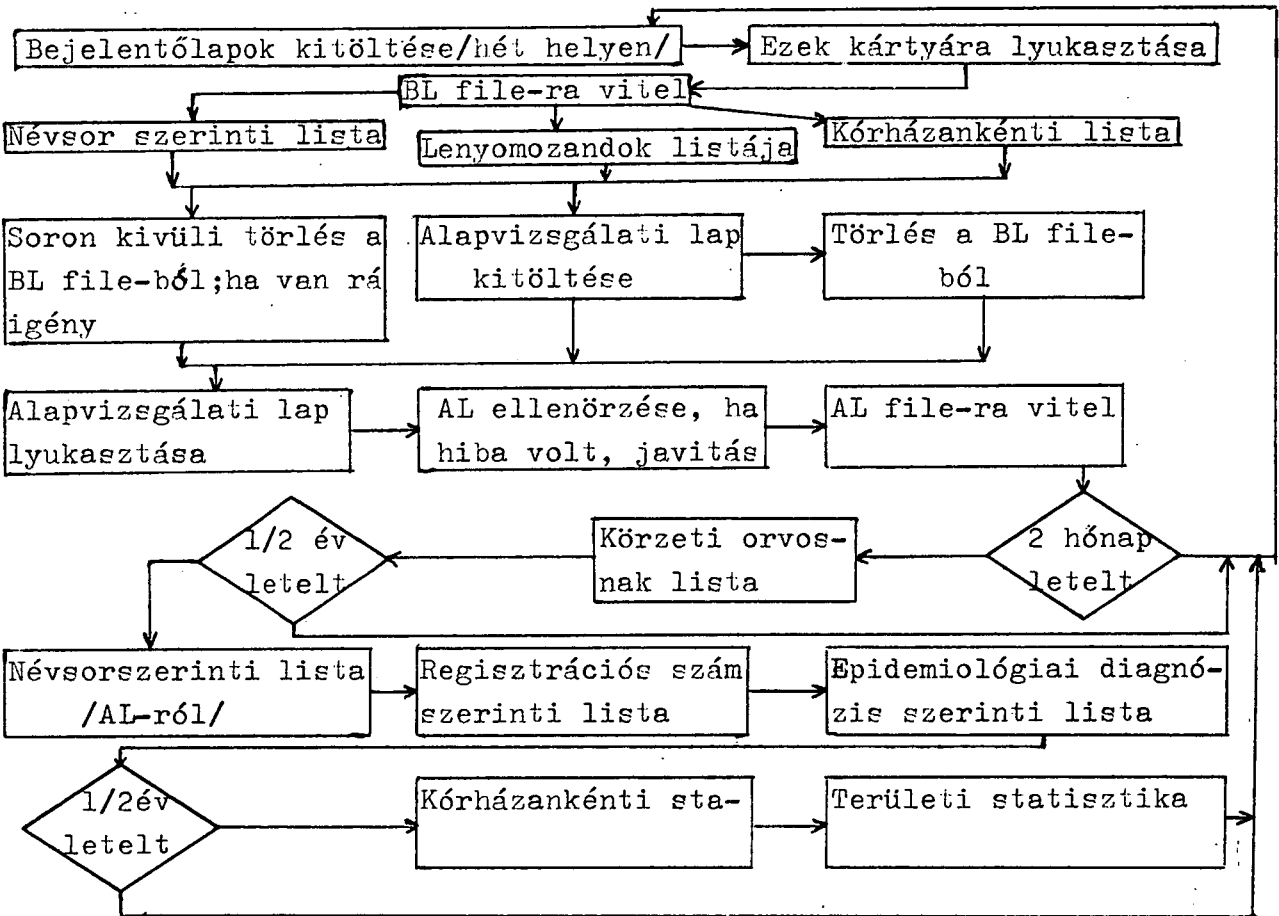 Bejelentőlapok kitöltése/hét helyen/
Ezek kártyára lyukasztása
BL file-ra vitel
Névsor szerinti lista
Lenyomozandok listája
Kórházankénti lista
Soron kivüli törlés a
BL file-ból;ha van rá
igény
Alapvizsgálati lap
kitöltése
Törlés a BL file-
ból
Alapvizsgálati lap
lyukasztása
AL ellenörzése, ha
hiba volt, javitás
AL file-ra vitel
1/2 év
letelt
Körzeti orvos-
nak lista
2 hőnap
letelt
Névsorszerinti lista
/AL-ról/
Regisztrációs szám
szerinti lista
Epidemiológiai diagnó-
zis szerinti lista
1/2év
letelt
Kórházankénti sta-
Területi statisztika